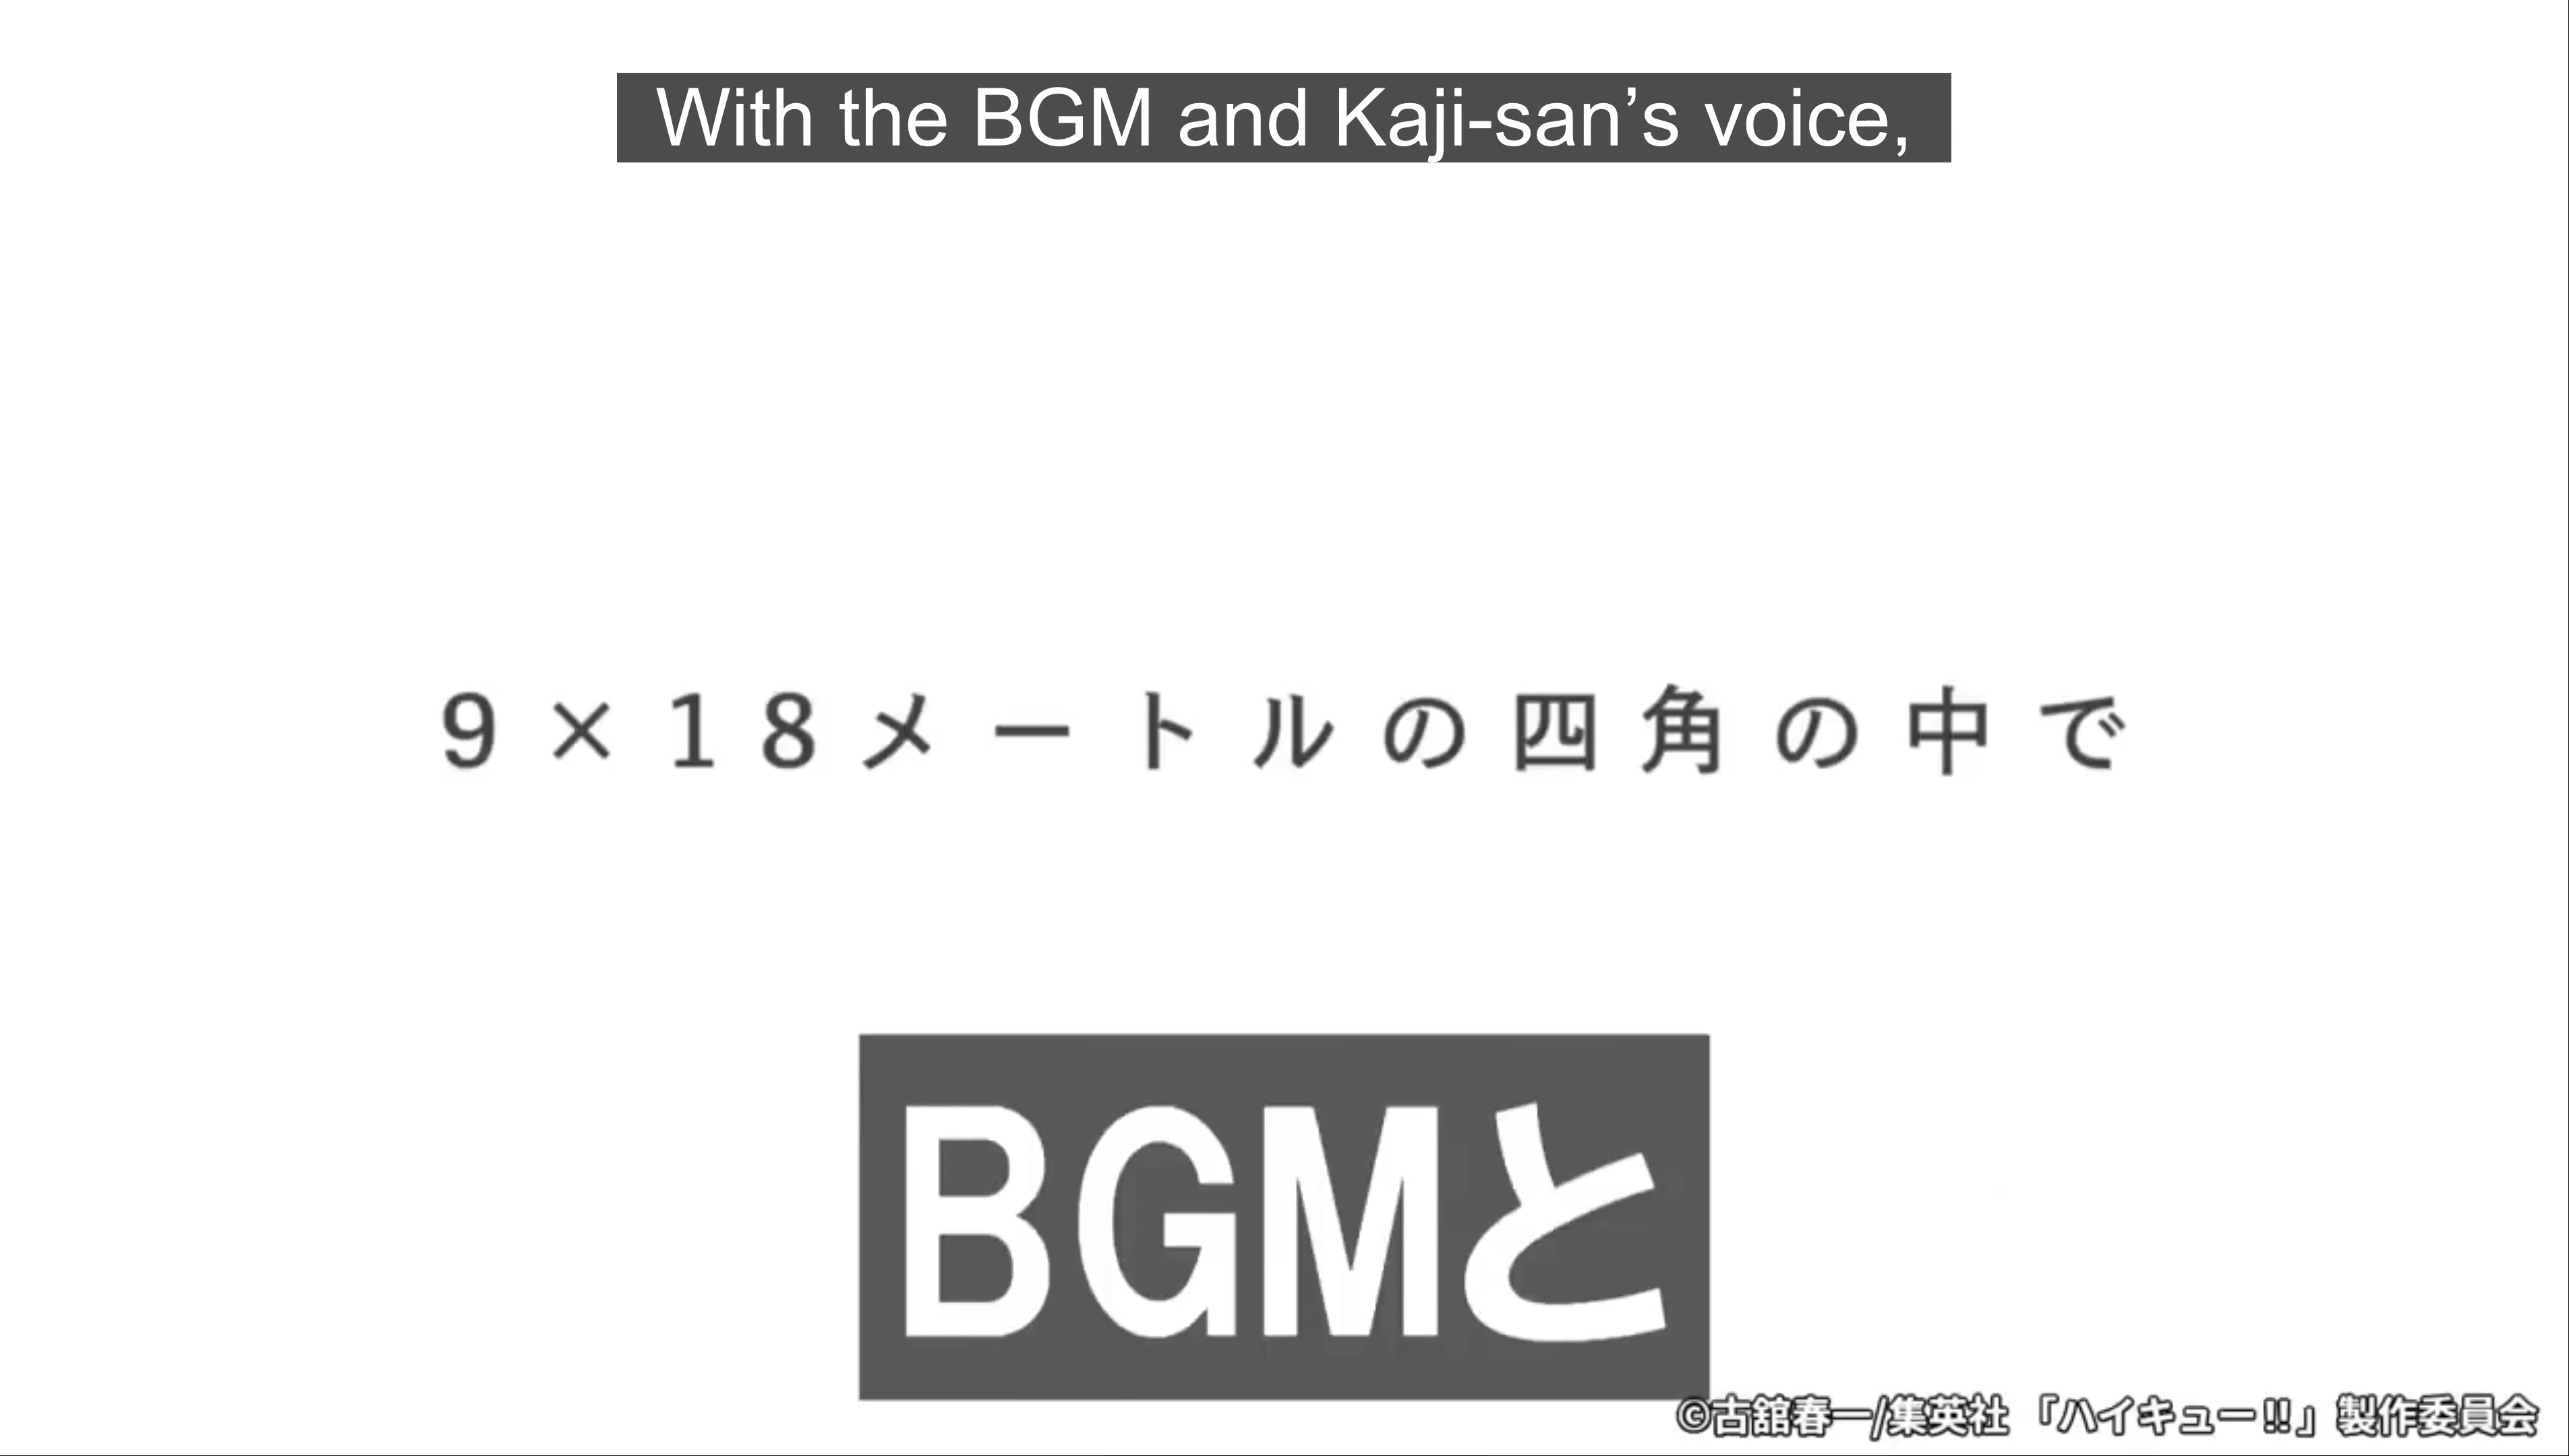 With the BGM and Kaji-san’s voice,
9×18メートルの四角の中で
BGMと
©古舘春一/集英社 「ハイキュー!!」製作委員会